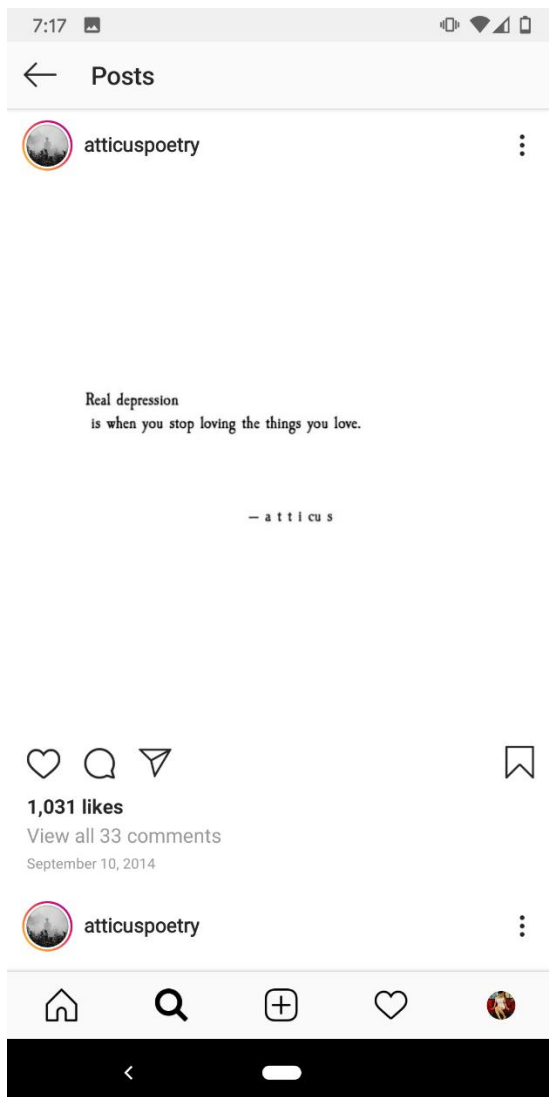 7:17
Posts
atticuspoetry
Real depression
is when you stop loving the things you love.
— a t t i cu s
1,031 likes
View all 33 comments
September 10, 2014
atticuspoetry